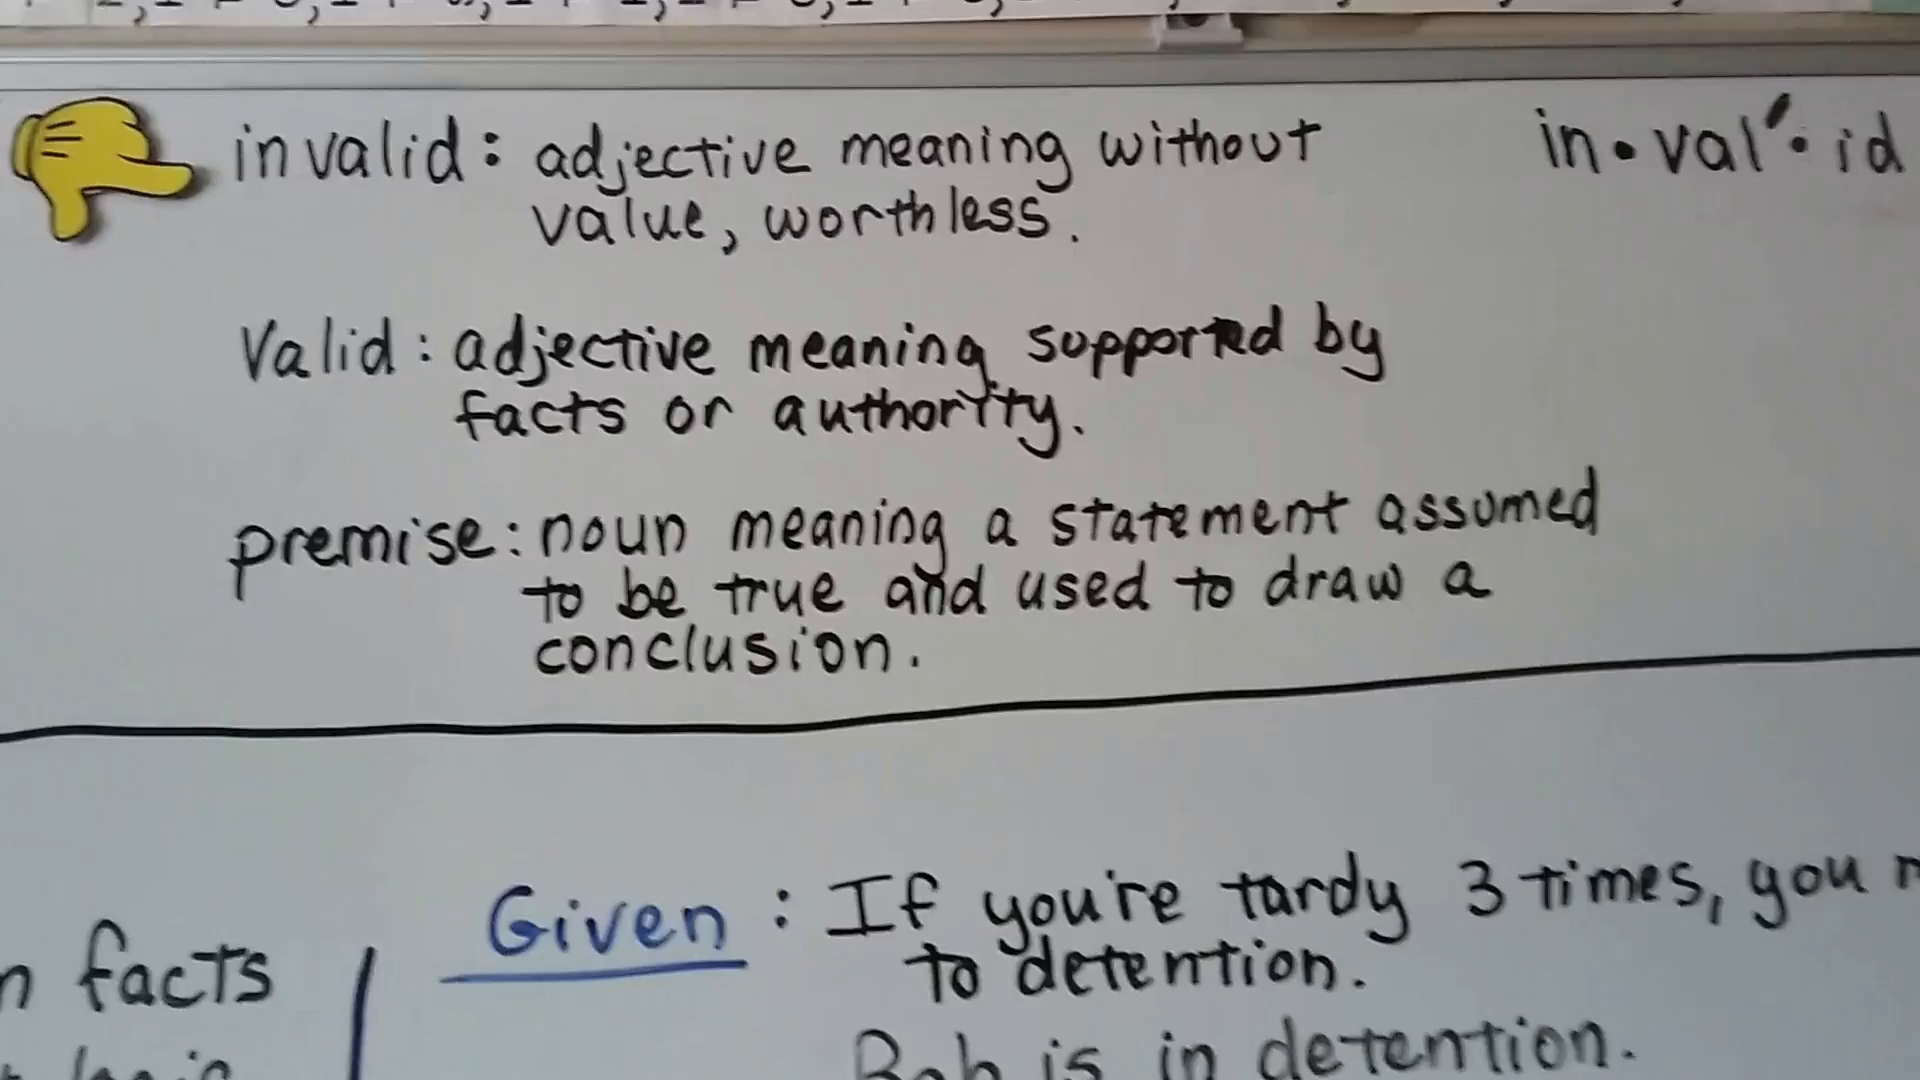 invalid: adjective meaning without in•val′•id
value, worthless.
Valid: adjective meaning supported by
facts or authority.
premise: noun meaning a statement assumed
to be true and used to draw a
conclusion.
Given: If you're tardy 3 times, you
to detention.
facts
Bob is in detention.